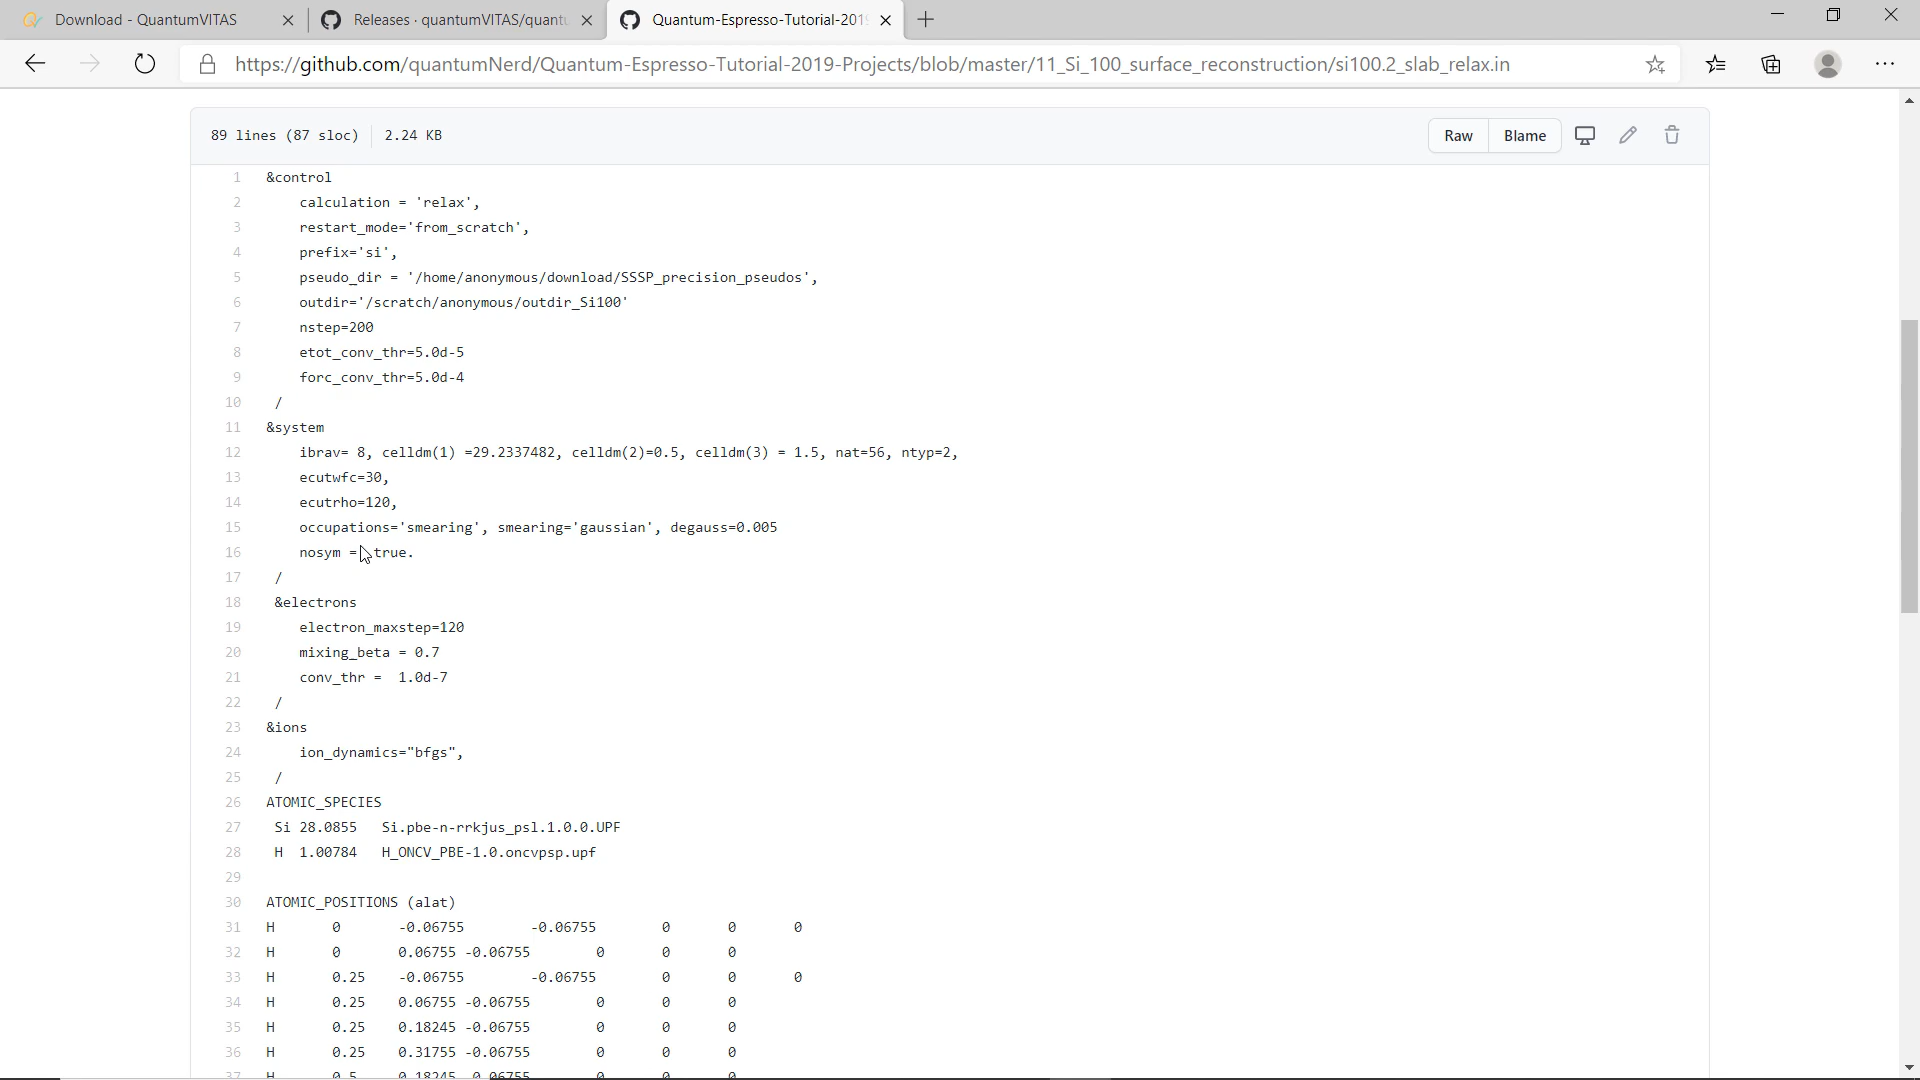 Download - QuantumVITAS
Releases · quantumVITAS/quant
Quantum-Espresso-Tutorial-201
https://github.com/quantumNerd/Quantum-Espresso-Tutorial-2019-Projects/blob/master/11_Si_100_surface_reconstruction/si100.2_slab_relax.in
89 lines (87 sloc) 2.24 KB
Raw Blame
1 &control
2 calculation = 'relax',
3 restart_mode='from_scratch',
4 prefix='si',
5 pseudo_dir = '/home/anonymous/download/SSSP_precision_pseudos',
6 outdir='/scratch/anonymous/outdir_Si100'
7 nstep=200
8 etot_conv_thr=5.0d-5
9 forc_conv_thr=5.0d-4
10 /
11 &system
12 ibrav= 8, celldm(1) =29.2337482, celldm(2)=0.5, celldm(3) = 1.5, nat=56, ntyp=2,
13 ecutwfc=30,
14 ecutrho=120,
15 occupations='smearing', smearing='gaussian', degauss=0.005
16 nosym = .true.
17 /
18 &electrons
19 electron_maxstep=120
20 mixing_beta = 0.7
21 conv_thr = 1.0d-7
22 /
23 &ions
24 ion_dynamics="bfgs",
25 /
26 ATOMIC_SPECIES
27 Si 28.0855 Si.pbe-n-rrkjus_psl.1.0.0.UPF
28 H 1.00784 H_ONCV_PBE-1.0.oncvpsp.upf
29
30 ATOMIC_POSITIONS (alat)
31 H 0 -0.06755 -0.06755 0 0 0
32 H 0 0.06755 -0.06755 0 0 0
33 H 0.25 -0.06755 -0.06755 0 0 0
34 H 0.25 0.06755 -0.06755 0 0 0
35 H 0.25 0.18245 -0.06755 0 0 0
36 H 0.25 0.31755 -0.06755 0 0 0
37 H 0.5 0.18245 -0.06755 0 0 0